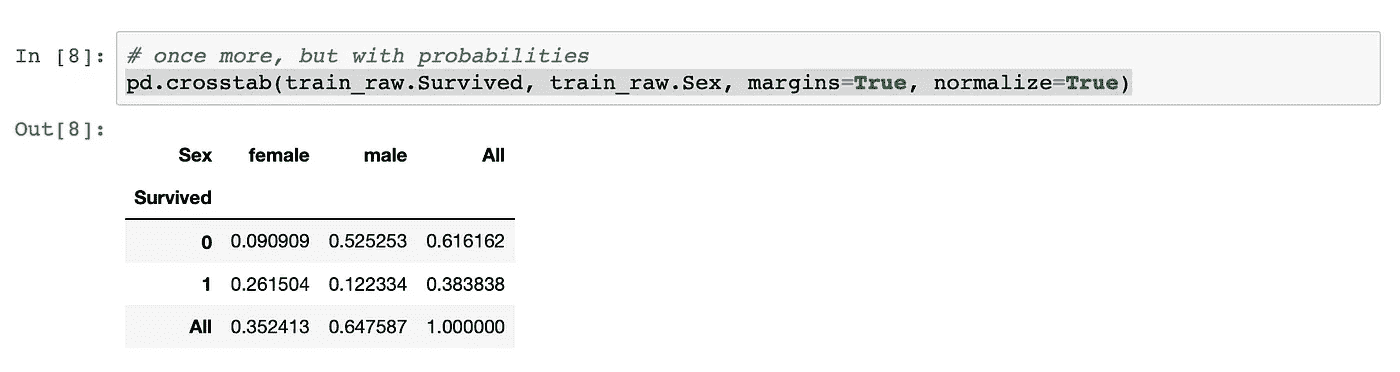 In [8]: # once more, but with probabilities
pd.crosstab(train_raw.Survived, train_raw.Sex, margins=True, normalize=True)
Out[8]:
Sex female male All
Survived
0 0.090909 0.525253 0.616162
1 0.261504 0.122334 0.383838
All 0.352413 0.647587 1.000000